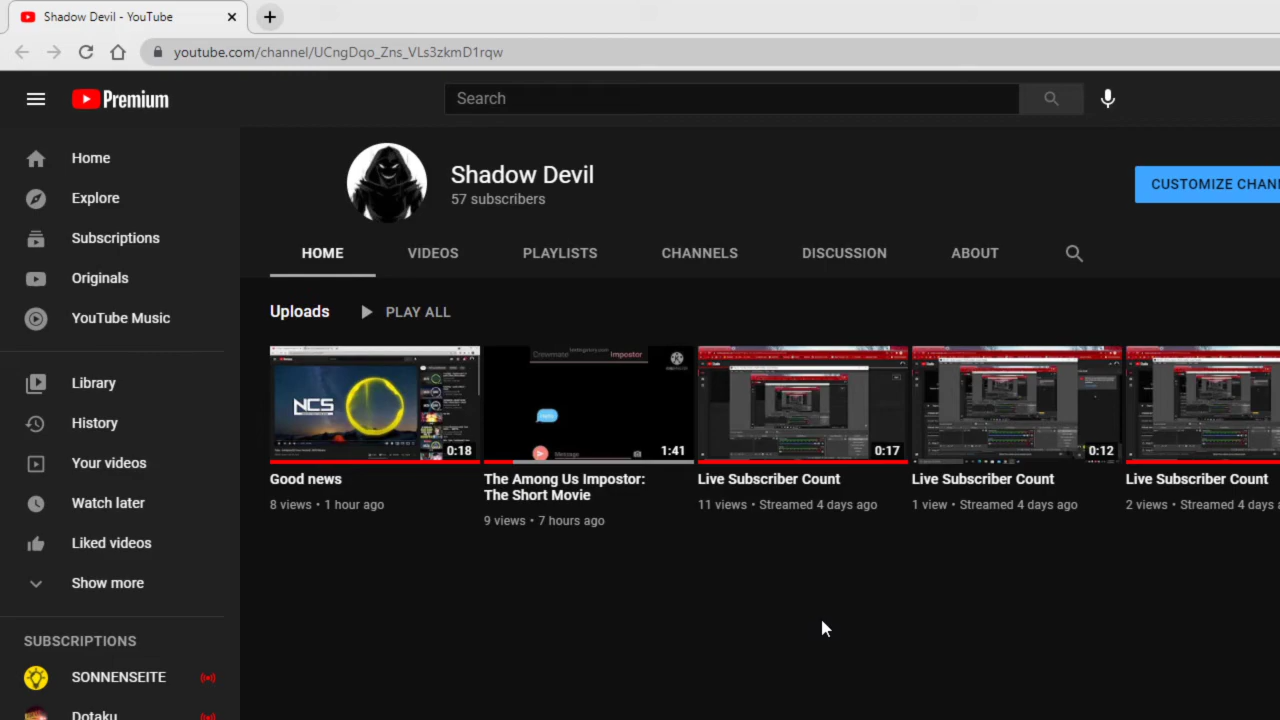 Shadow Devil - YouTube
youtube.com/channel/UCngDqo_Zns_VLs3zkmD1rqw
Premium
Search
Home
Explore
Subscriptions
Originals
YouTube Music
Library
History
Your videos
Watch later
Liked videos
Show more
SUBSCRIPTIONS
SONNENSEITE
Dotaku
Shadow Devil
57 subscribers
CUSTOMIZE CHAN
HOME
VIDEOS
PLAYLISTS
CHANNELS
DISCUSSION
ABOUT
Uploads
PLAY ALL
NCS
0:18
Good news
8 views • 1 hour ago
Crewmate
Impostor
Message
1:41
The Among Us Impostor:
The Short Movie
9 views • 7 hours ago
0:17
Live Subscriber Count
11 views • Streamed 4 days ago
0:12
Live Subscriber Count
1 view • Streamed 4 days ago
Live Subscriber Count
2 views • Streamed 4 days a